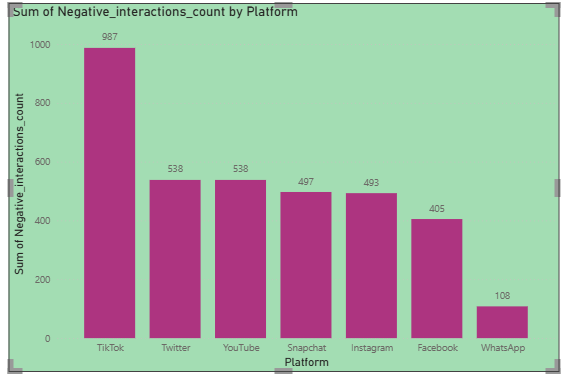 Sum of Negative_interactions_count by Platform
Sum of Negative_interactions_count
1000
800
600
400
200
0
987
538
538
497
493
405
108
TikTok
Twitter
YouTube
Snapchat
Instagram
Facebook
WhatsApp
Platform